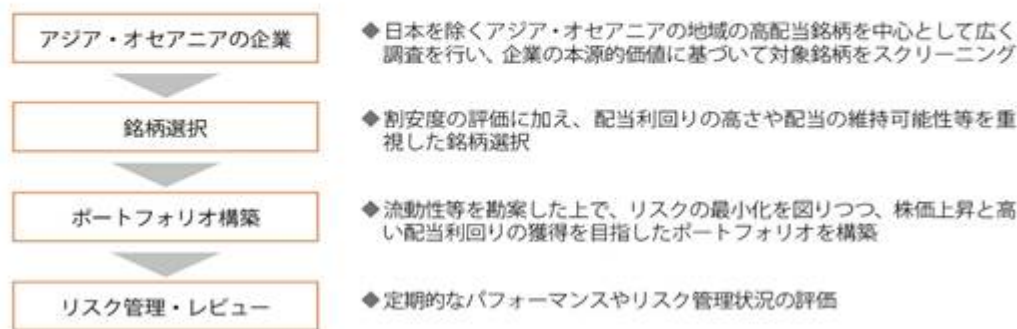 アジア・オセアニアの企業
◆日本を除くアジア・オセアニアの地域の高配当銘柄を中心として広く
調査を行い、企業の本源的価値に基づいて対象銘柄をスクリーニング
銘柄選択
◆割安度の評価に加え、配当利回りの高さや配当の維持可能性等を重
視した銘柄選択
ポートフォリオ構築
◆流動性等を勘案した上で、リスクの最小化を図りつつ、株価上昇と高
い配当利回りの獲得を目指したポートフォリオを構築
リスク管理・レビュー
◆定期的なパフォーマンスやリスク管理状況の評価